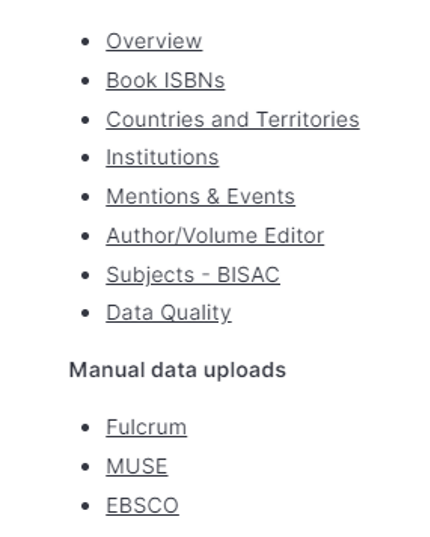 Overview
Book ISBNs
Countries and Territories
Institutions
Mentions & Events
Author/Volume Editor
Subjects - BISAC
Data Quality
Manual data uploads
Fulcrum
MUSE
EBSCO